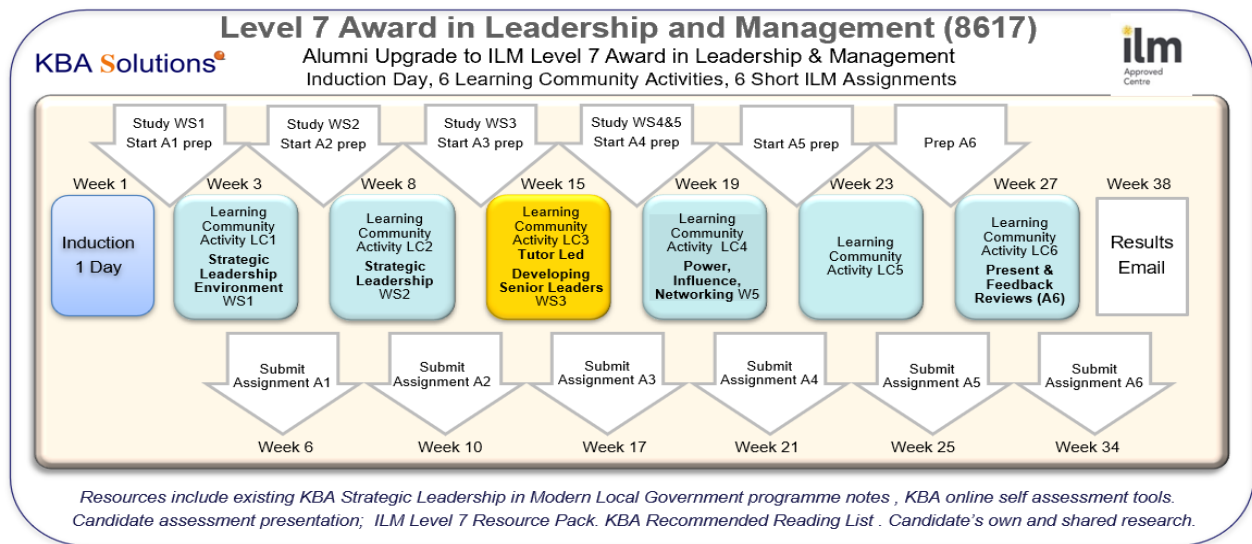 Level 7 Award in Leadership and Management (8617)
KBA Solutions
Alumni Upgrade to ILM Level 7 Award in Leadership & Management
Induction Day, 6 Learning Community Activities, 6 Short ILM Assignments
ilm
Approved
Centre
Study WS1
Start A1 prep
Study WS2
Start A2 prep
Study WS3
Start A3 prep
Study WS4&5
Start A4 prep
Start A5 prep
Prep A6
Week 1
Week 3
Week 8
Week 15
Week 19
Week 23
Week 27
Week 38
Induction
1 Day
Learning
Community
Activity LC1
Strategic
Leadership
Environment
WS1
Learning
Community
Activity LC2
Strategic
Leadership
WS2
Learning
Community
Activity LC3
Tutor Led
Developing
Senior Leaders
WS3
Learning
Community
Activity LC4
Power,
Influence,
Networking W5
Learning
Community
Activity LC5
Learning
Community
Activity LC6
Present &
Feedback
Reviews (A6)
Results
Email
Submit
Assignment A1
Submit
Assignment A2
Submit
Assignment A3
Submit
Assignment A4
Submit
Assignment A5
Submit
Assignment A6
Week 6
Week 10
Week 17
Week 21
Week 25
Week 34
Resources include existing KBA Strategic Leadership in Modern Local Government programme notes , KBA online self assessment tools.
Candidate assessment presentation; ILM Level 7 Resource Pack. KBA Recommended Reading List . Candidate's own and shared research.